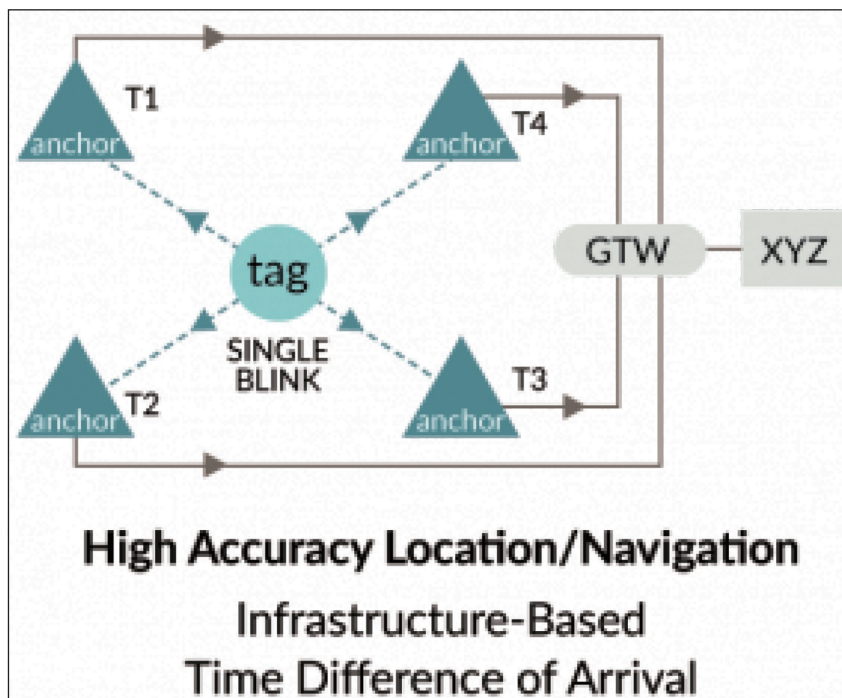 T1
anchor
T4
anchor
tag
SINGLE
BLINK
GTW
XYZ
T2
anchor
T3
anchor
High Accuracy Location/Navigation
Infrastructure-Based
Time Difference of Arrival